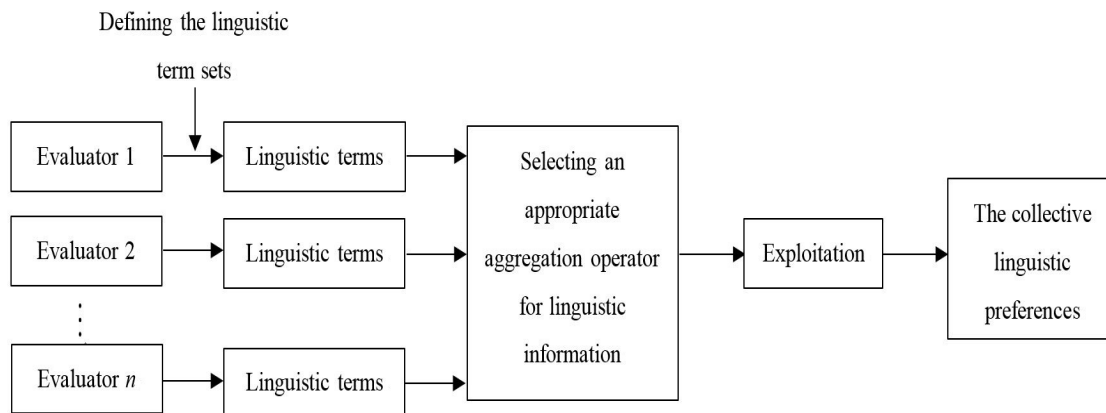 Defining the linguistic
term sets
Evaluator 1
Linguistic terms
Evaluator 2
Linguistic terms
Evaluator n
Linguistic terms
Selecting an
appropriate
aggregation operator
for linguistic
information
Exploitation
The collective
linguistic
preferences